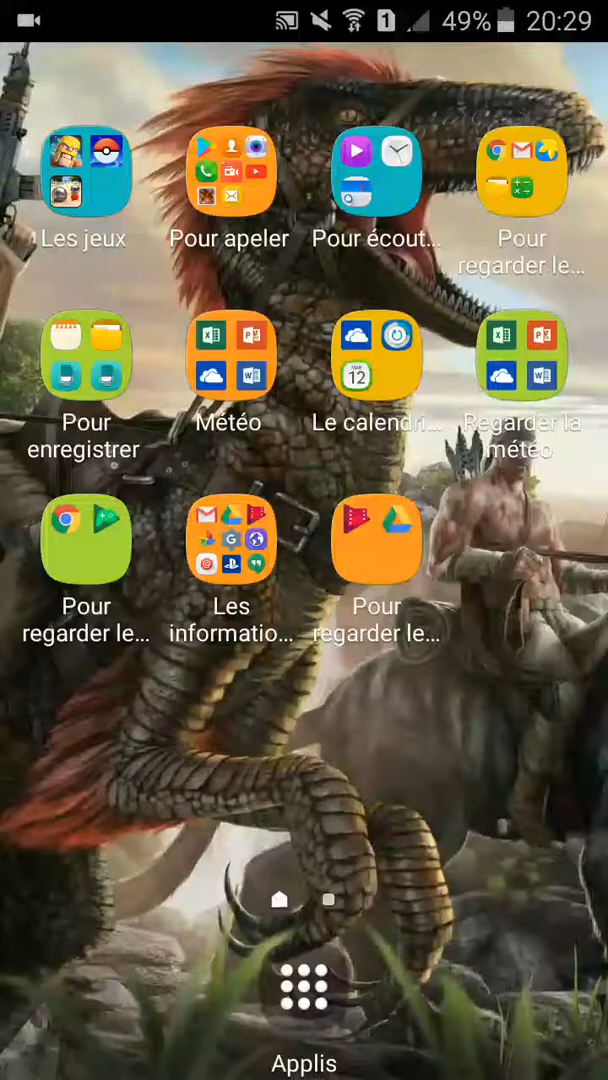 1 49% 20:29
Les jeux
Pour apeler
Pour écout...
Pour
regarder le...
Pour
enregistrer
Météo
Le calendri...
Regarder la
météo
Pour
regarder le...
Les
informatio...
Pour
regarder le...
Applis